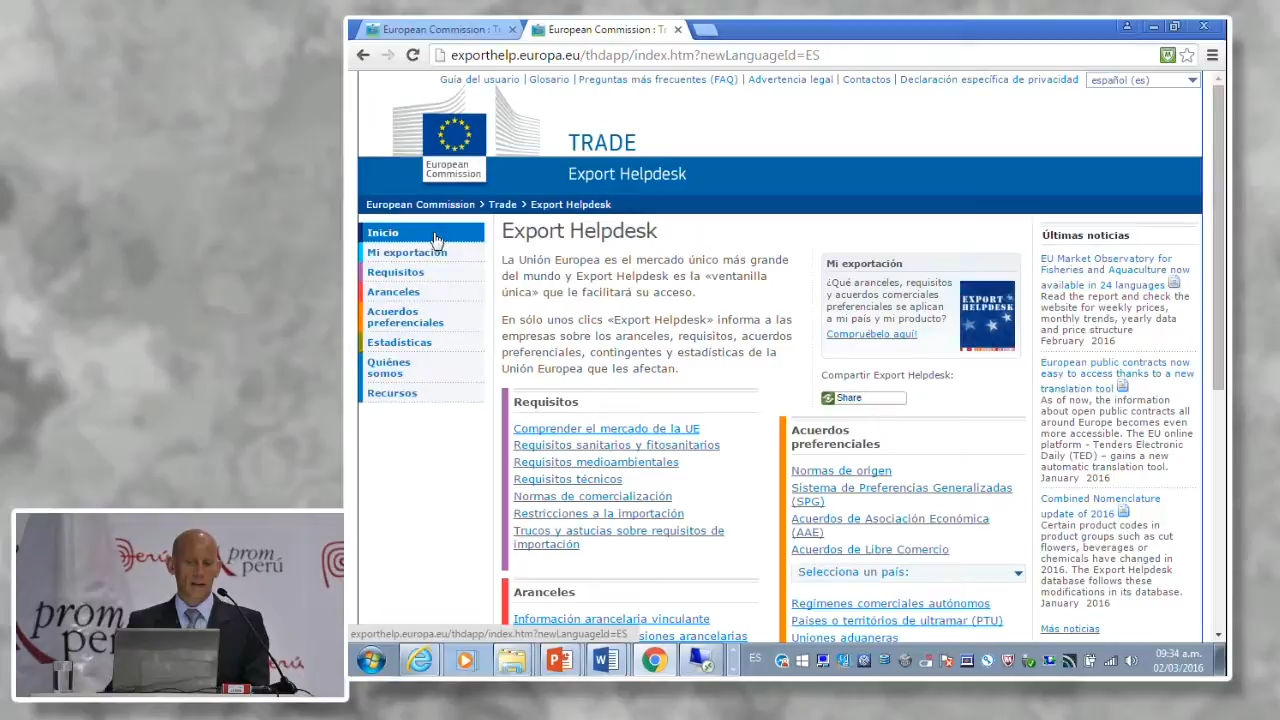 European Commission : Tr
European Commission : Tr
exporthelp.europa.eu/thdapp/index.htm?newLanguageId=ES
Guía del usuario | Glosario | Preguntas más frecuentes (FAQ) | Advertencia legal | Contactos | Declaración específica de privacidad
español (es)
European
Commission
TRADE
Export Helpdesk
European Commission > Trade > Export Helpdesk
Inicio
Mi exportación
Requisitos
Aranceles
Acuerdos
preferenciales
Estadísticas
Quiénes
somos
Recursos
Export Helpdesk
La Unión Europea es el mercado único más grande
del mundo y Export Helpdesk es la «ventanilla
única» que le facilitará su acceso.
En sólo unos clics «Export Helpdesk» informa a las
empresas sobre los aranceles, requisitos, acuerdos
preferenciales, contingentes y estadísticas de la
Unión Europea que les afectan.
Requisitos
Comprender el mercado de la UE
Requisitos sanitarios y fitosanitarios
Requisitos medioambientales
Requisitos técnicos
Normas de comercialización
Restricciones a la importación
Trucos y astucias sobre requisitos de
importación
Aranceles
Información arancelaria vinculante
siones arancelarias
Mi exportación
¿Qué aranceles, requisitos
y acuerdos comerciales
preferenciales se aplican
a mi país y mi producto?
Compruébelo aquí!
EXPORT
HELPDESK
Compartir Export Helpdesk:
Share
Acuerdos
preferenciales
Normas de origen
Sistema de Preferencias Generalizadas
(SPG)
Acuerdos de Asociación Económica
(AAE)
Acuerdos de Libre Comercio
Selecciona un país:
Regímenes comerciales autónomos
Países o territorios de ultramar (PTU)
Uniones aduaneras
Últimas noticias
EU Market Observatory for
Fisheries and Aquaculture now
available in 24 languages
Read the report and check the
website for weekly prices,
monthly trends, yearly data
and price structure
February 2016
European public contracts now
easy to access thanks to a new
translation tool
As of now, the information
about open public contracts all
around Europe becomes even
more accessible. The EU online
platform - Tenders Electronic
Daily (TED) – gains a new
automatic translation tool.
January 2016
Combined Nomenclature
update of 2016
Certain product codes in
product groups such as cut
flowers, beverages or
chemicals have changed in
2016. The Export Helpdesk
database follows these
modifications in its database.
January 2016
Más noticias
exporthelp.europa.eu/thdapp/index.htm?newLanguageId=ES
ES
09:34 a.m.
02/03/2016
Perú
prom
perú
prom
perú